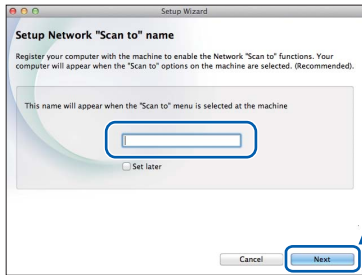 Setup Wizard
Setup Network "Scan to" name
Register your computer with the machine to enable the Network "Scan to" functions. Your
computer will appear when the "Scan to" options on the machine are selected. (Recommended).
This name will appear when the "Scan to" menu is selected at the machine
Set later
Cancel
Next